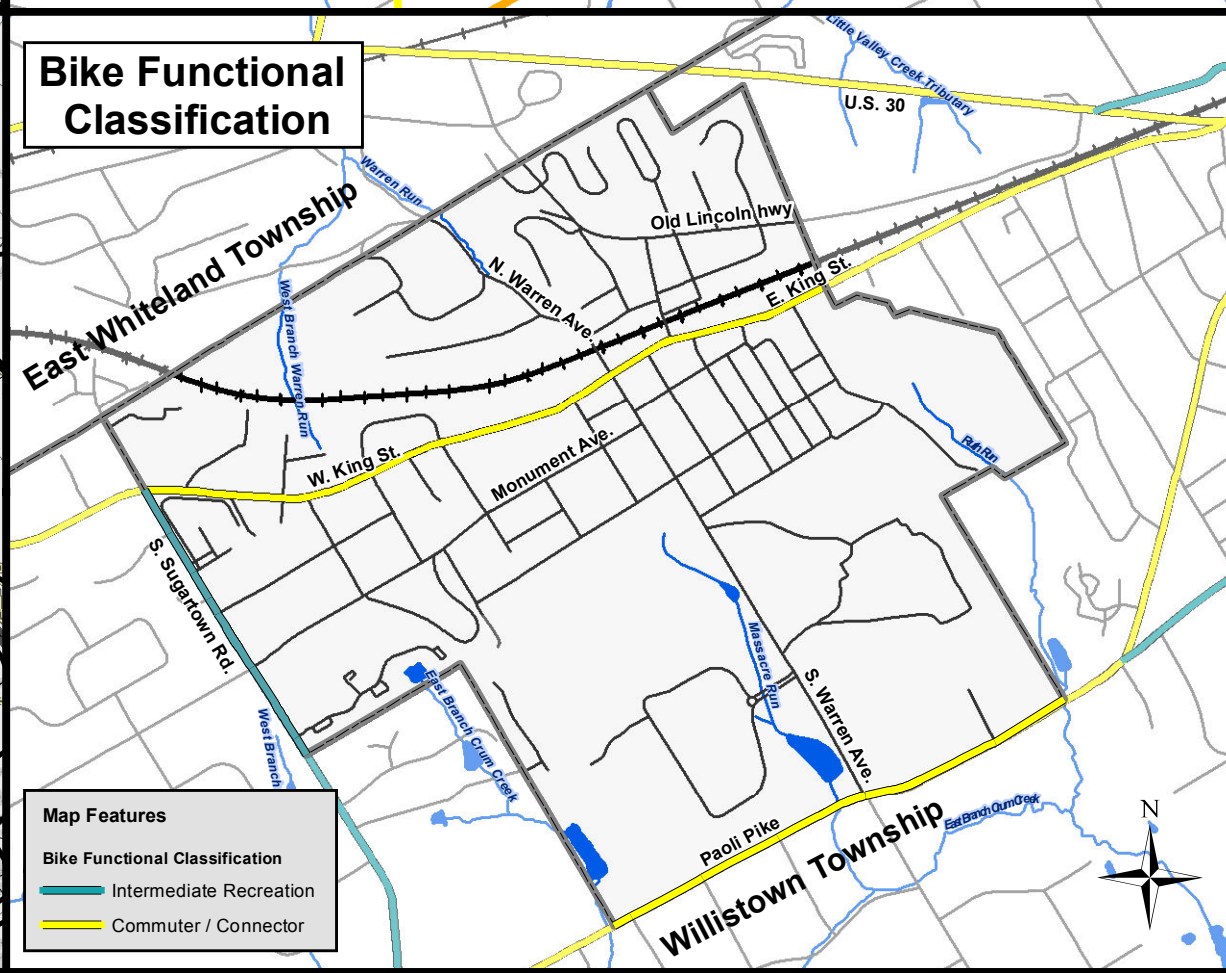 Bike Functional
Classification
Little Valley Creek Tributary
U.S. 30
Warren Run
East Whiteland Township
Old Lincoln hwy
N. Warren Ave.
E. King St.
West Branch Warren Run
Ruth Run
W. King St.
Monument Ave.
S. Sugartown Rd.
Massacre Run
S. Warren Ave.
East Branch Crum Creek
West Branch
Paoli Pike
Willistown Township
East Branch Crum Creek
N
Map Features
Bike Functional Classification
Intermediate Recreation
Commuter / Connector